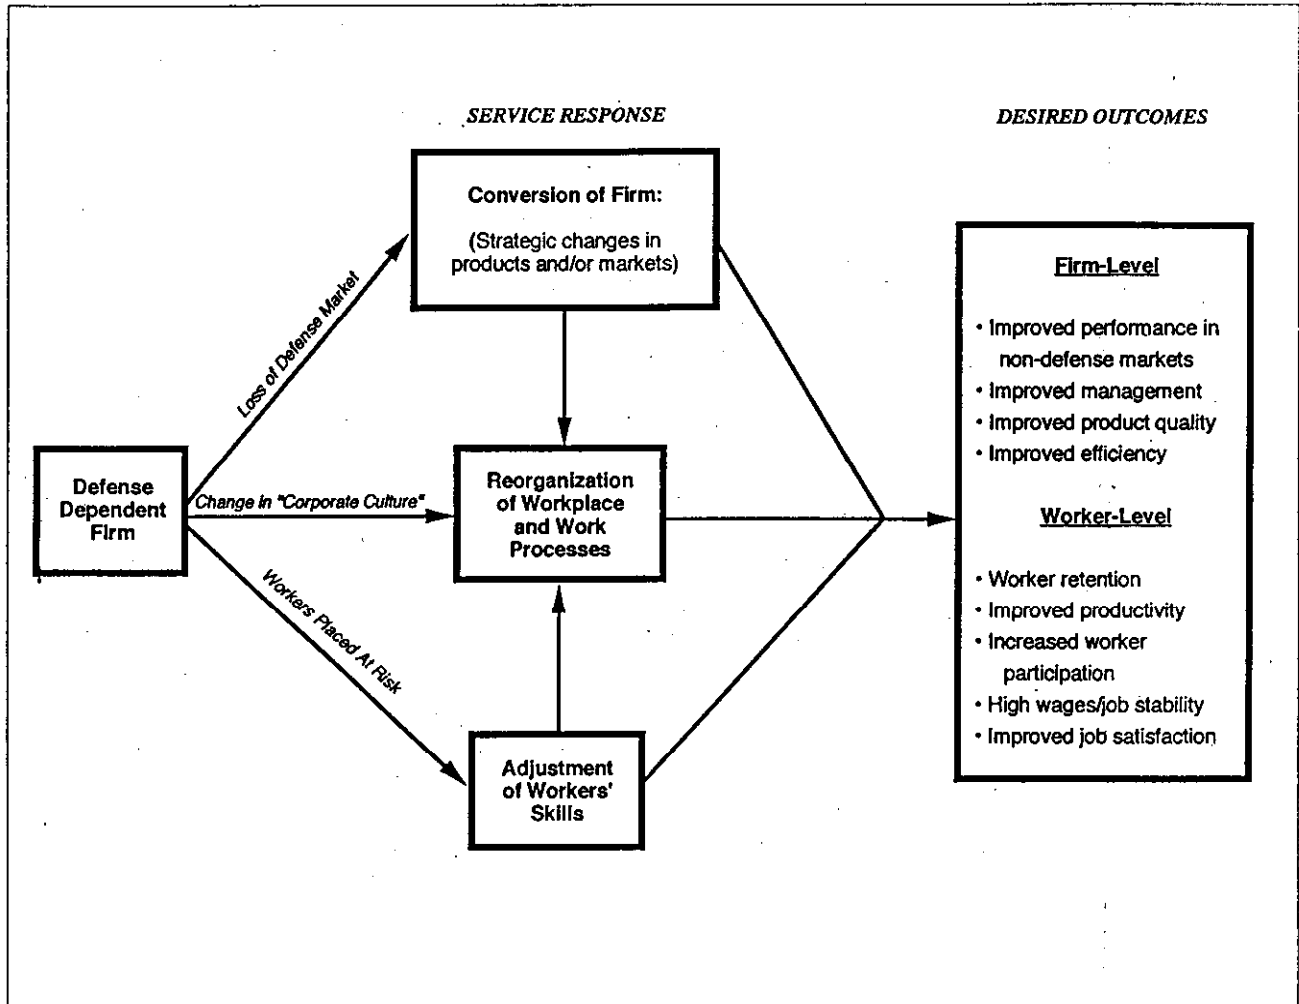 SERVICE RESPONSE
DESIRED OUTCOMES
Conversion of Firm:
(Strategic changes in
products and/or markets)
Loss of Defense Market
Defense
Dependent
Firm
Change in "Corporate Culture"
Reorganization
of Workplace
and Work
Processes
Workers Placed At Risk
Adjustment
of Workers'
Skills
Firm-Level
• Improved performance in
non-defense markets
• Improved management
• Improved product quality
• Improved efficiency
Worker-Level
• Worker retention
• Improved productivity
• Increased worker
participation
• High wages/job stability
• Improved job satisfaction